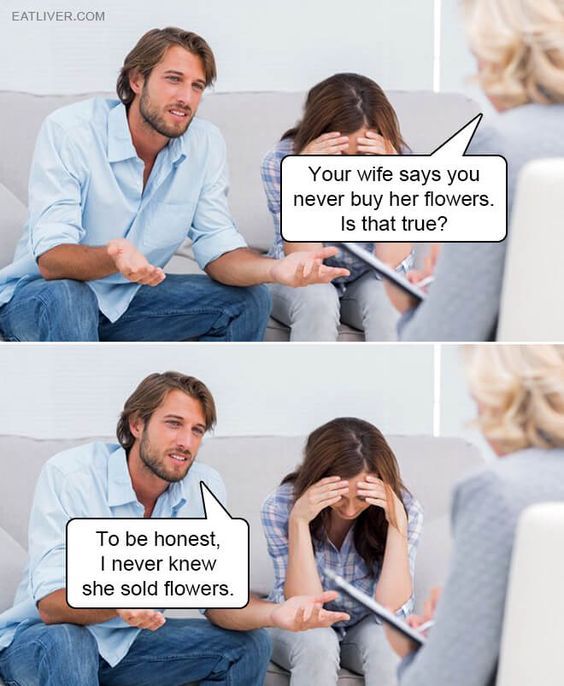 EATLIVER.COM
Your wife says you
never buy her flowers.
Is that true?
To be honest,
I never knew
she sold flowers.